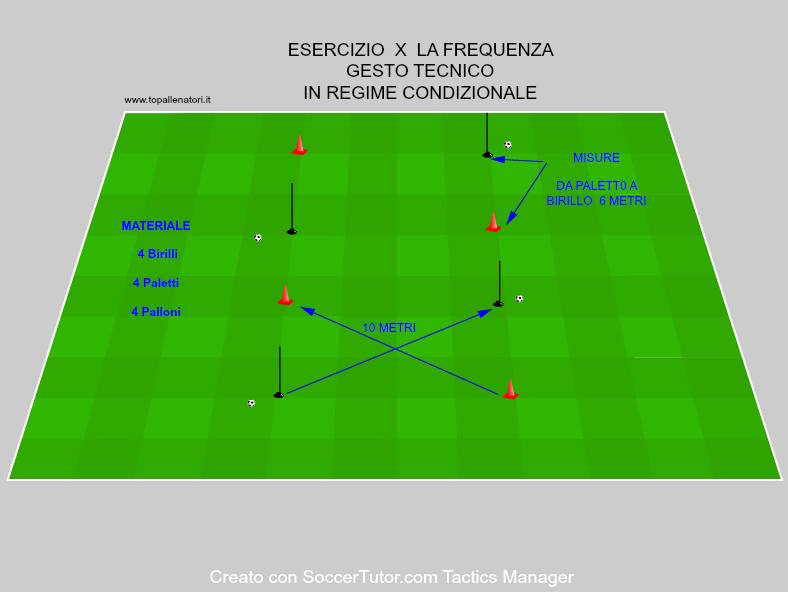 ESERCIZIO X LA FREQUENZA
GESTO TECNICO
IN REGIME CONDIZIONALE
www.topallenatori.it
MISURE
DA PALETT0 A
BIRILLO 6 METRI
MATERIALE
4 Birilli
4 Paletti
4 Palloni
10 METRI
Creato con SoccerTutor.com Tactics Manager